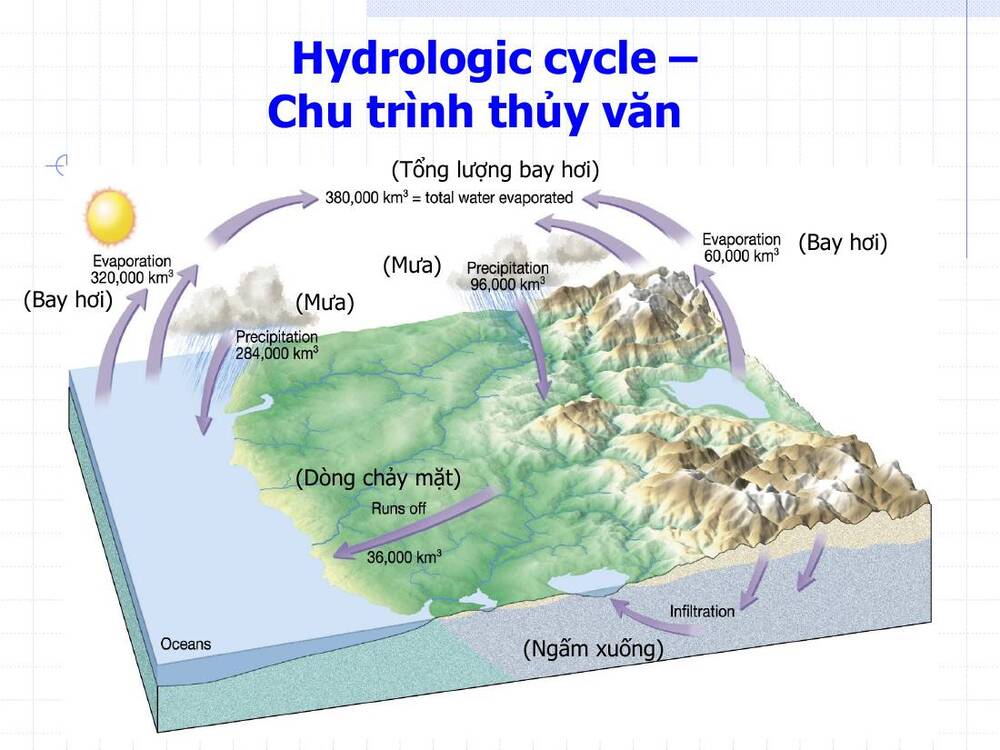 Hydrologic cycle –
Chu trình thủy văn
(Tổng lượng bay hơi)
380,000 km³ = total water evaporated
Evaporation
320,000 km³
(Bay hơi)
(Mưa)
Precipitation
284,000 km³
(Mưa)
Precipitation
96,000 km³
Evaporation
60,000 km³
(Bay hơi)
(Dòng chảy mặt)
Runs off
36,000 km³
Infiltration
(Ngấm xuống)
Oceans